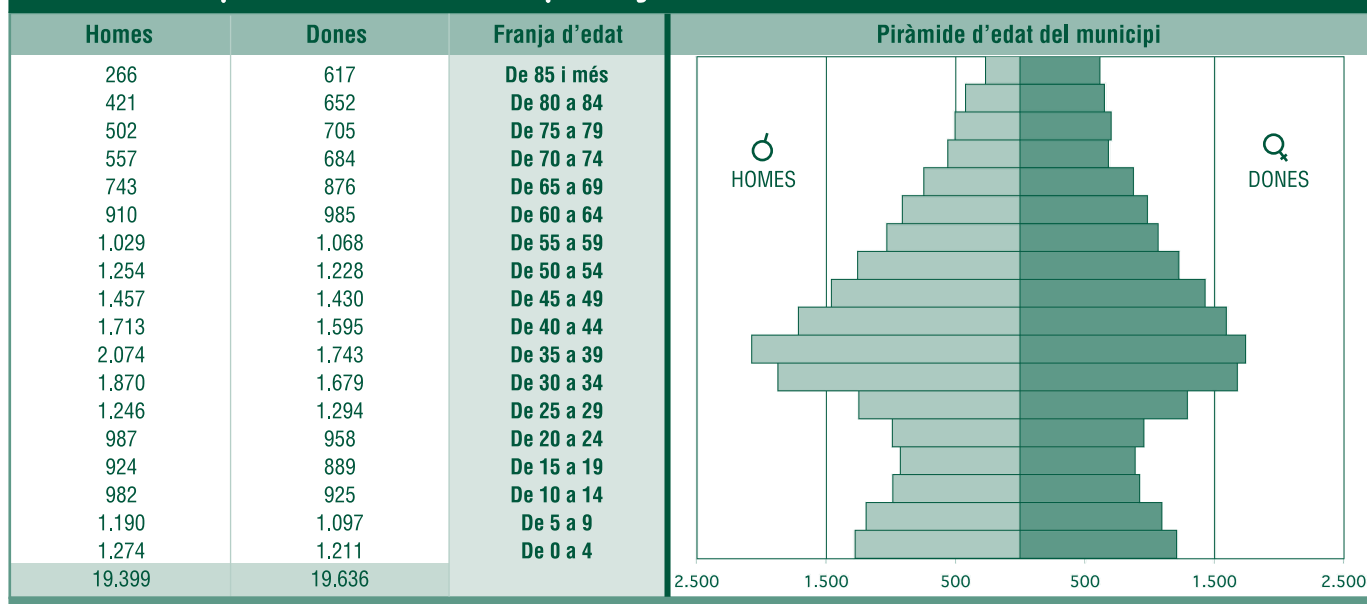 Homes Dones Franja d'edat Piràmide d'edat del municipi
266 617 De 85 i més
421 652 De 80 a 84
502 705 De 75 a 79
557 684 De 70 a 74
743 876 De 65 a 69
910 985 De 60 a 64
1.029 1.068 De 55 a 59
1.254 1.228 De 50 a 54
1.457 1.430 De 45 a 49
1.713 1.595 De 40 a 44
2.074 1.743 De 35 a 39
1.870 1.679 De 30 a 34
1.246 1.294 De 25 a 29
987 958 De 20 a 24
924 889 De 15 a 19
982 925 De 10 a 14
1.190 1.097 De 5 a 9
1.274 1.211 De 0 a 4
19.399 19.636
HOMES DONES
2.500 1.500 500 500 1.500 2.500